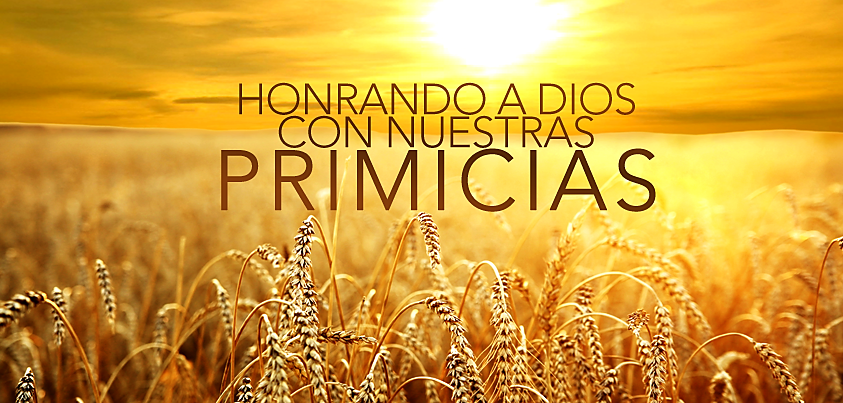 HONRANDO A DIOS
CON NUESTRAS
PRIMICIAS